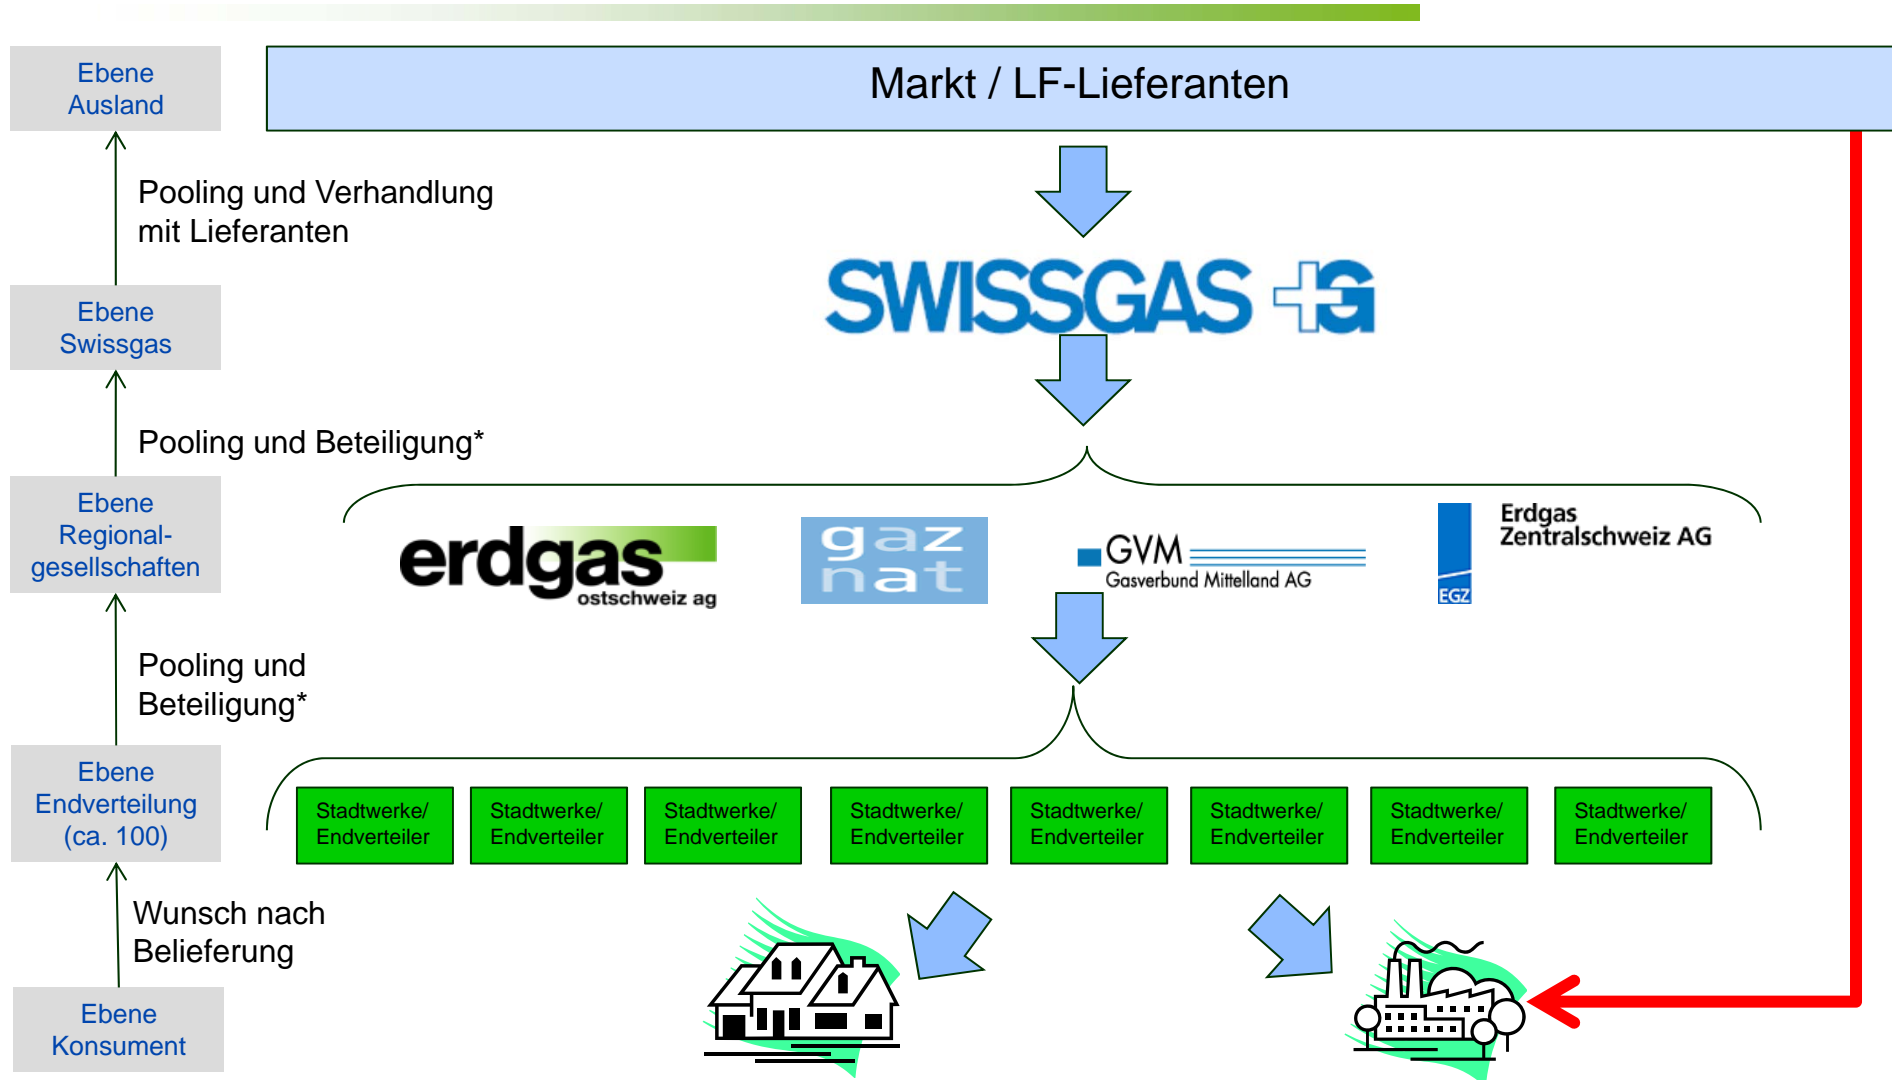 Ebene
Ausland
Markt / LF-Lieferanten
Pooling und Verhandlung
mit Lieferanten
Ebene
Swissgas
SWISSGAS +G
Pooling und Beteiligung*
Ebene
Regional-
gesellschaften
erdgas
ostschweiz ag
gaz
nat
GVM
Gasverbund Mittelland AG
EGZ
Erdgas
Zentralschweiz AG
Pooling und
Beteiligung*
Ebene
Endverteilung
(ca. 100)
Stadtwerke/
Endverteiler
Stadtwerke/
Endverteiler
Stadtwerke/
Endverteiler
Stadtwerke/
Endverteiler
Stadtwerke/
Endverteiler
Stadtwerke/
Endverteiler
Stadtwerke/
Endverteiler
Stadtwerke/
Endverteiler
Wunsch nach
Belieferung
Ebene
Konsument